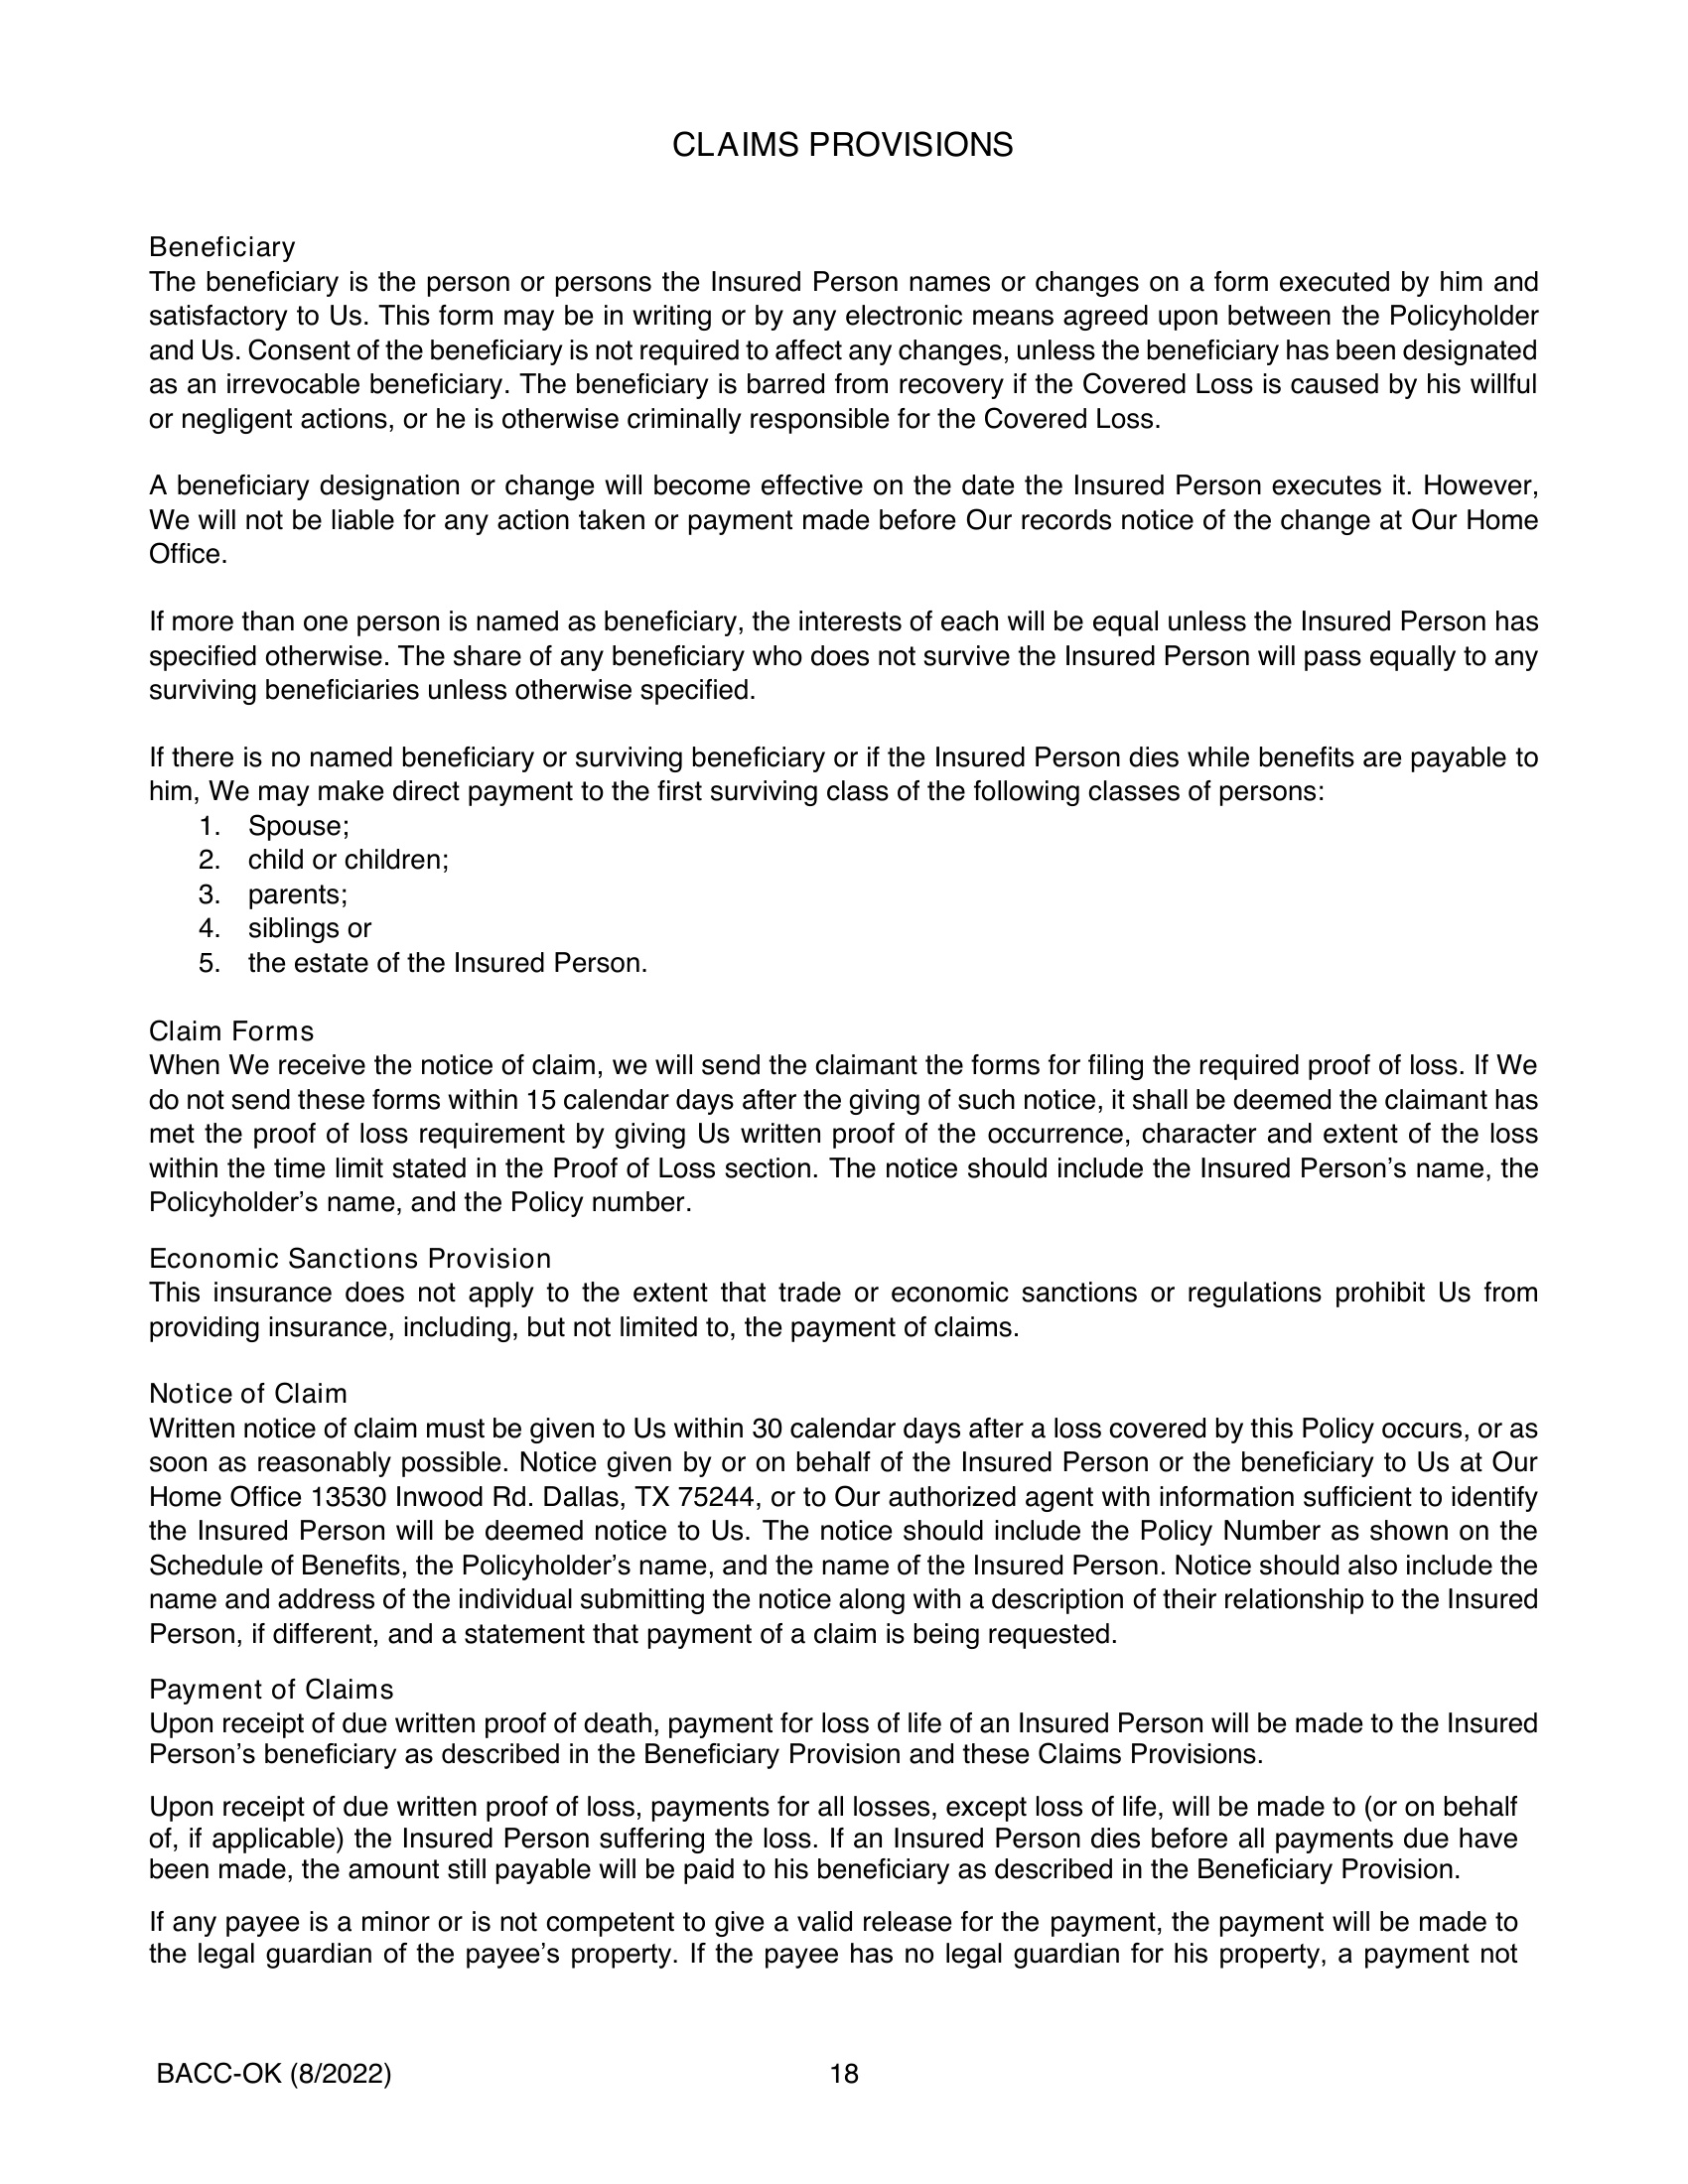 CLAIMS PROVISIONS
Beneficiary
The beneficiary is the person or persons the Insured Person names or changes on a form executed by him and
satisfactory to Us. This form may be in writing or by any electronic means agreed upon between the Policyholder
and Us. Consent of the beneficiary is not required to affect any changes, unless the beneficiary has been designated
as an irrevocable beneficiary. The beneficiary is barred from recovery if the Covered Loss is caused by his willful
or negligent actions, or he is otherwise criminally responsible for the Covered Loss.
A beneficiary designation or change will become effective on the date the Insured Person executes it. However,
We will not be liable for any action taken or payment made before Our records notice of the change at Our Home
Office.
If more than one person is named as beneficiary, the interests of each will be equal unless the Insured Person has
specified otherwise. The share of any beneficiary who does not survive the Insured Person will pass equally to any
surviving beneficiaries unless otherwise specified.
If there is no named beneficiary or surviving beneficiary or if the Insured Person dies while benefits are payable to
him, We may make direct payment to the first surviving class of the following classes of persons:
1. Spouse;
2. child or children;
3. parents;
4. siblings or
5. the estate of the Insured Person.
Claim Forms
When We receive the notice of claim, we will send the claimant the forms for filing the required proof of loss. If We
do not send these forms within 15 calendar days after the giving of such notice, it shall be deemed the claimant has
met the proof of loss requirement by giving Us written proof of the occurrence, character and extent of the loss
within the time limit stated in the Proof of Loss section. The notice should include the Insured Person’s name, the
Policyholder’s name, and the Policy number.
Economic Sanctions Provision
This insurance does not apply to the extent that trade or economic sanctions or regulations prohibit Us from
providing insurance, including, but not limited to, the payment of claims.
Notice of Claim
Written notice of claim must be given to Us within 30 calendar days after a loss covered by this Policy occurs, or as
soon as reasonably possible. Notice given by or on behalf of the Insured Person or the beneficiary to Us at Our
Home Office 13530 Inwood Rd. Dallas, TX 75244, or to Our authorized agent with information sufficient to identify
the Insured Person will be deemed notice to Us. The notice should include the Policy Number as shown on the
Schedule of Benefits, the Policyholder’s name, and the name of the Insured Person. Notice should also include the
name and address of the individual submitting the notice along with a description of their relationship to the Insured
Person, if different, and a statement that payment of a claim is being requested.
Payment of Claims
Upon receipt of due written proof of death, payment for loss of life of an Insured Person will be made to the Insured
Person’s beneficiary as described in the Beneficiary Provision and these Claims Provisions.
Upon receipt of due written proof of loss, payments for all losses, except loss of life, will be made to (or on behalf
of, if applicable) the Insured Person suffering the loss. If an Insured Person dies before all payments due have
been made, the amount still payable will be paid to his beneficiary as described in the Beneficiary Provision.
If any payee is a minor or is not competent to give a valid release for the payment, the payment will be made to
the legal guardian of the payee’s property. If the payee has no legal guardian for his property, a payment not
BACC-OK (8/2022) 18